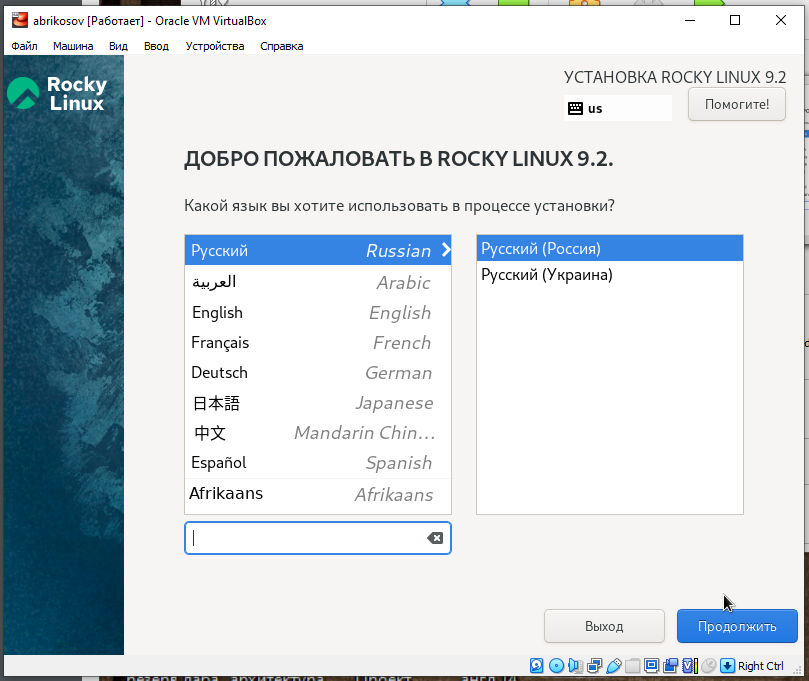 abrikosov [Работает] - Oracle VM VirtualBox
Файл Машина Вид Ввод Устройства Справка
Rocky
Linux
УСТАНОВКА ROCKY LINUX 9.2
us
Помогите!
ДОБРО ПОЖАЛОВАТЬ В ROCKY LINUX 9.2.
Какой язык вы хотите использовать в процессе установки?
Русский Russian
العربية Arabic
English English
Français French
Deutsch German
日本語 Japanese
中文 Mandarin Chin...
Español Spanish
Afrikaans Afrikaans
Русский (Россия)
Русский (Украина)
Выход
Продолжить
Right Ctrl